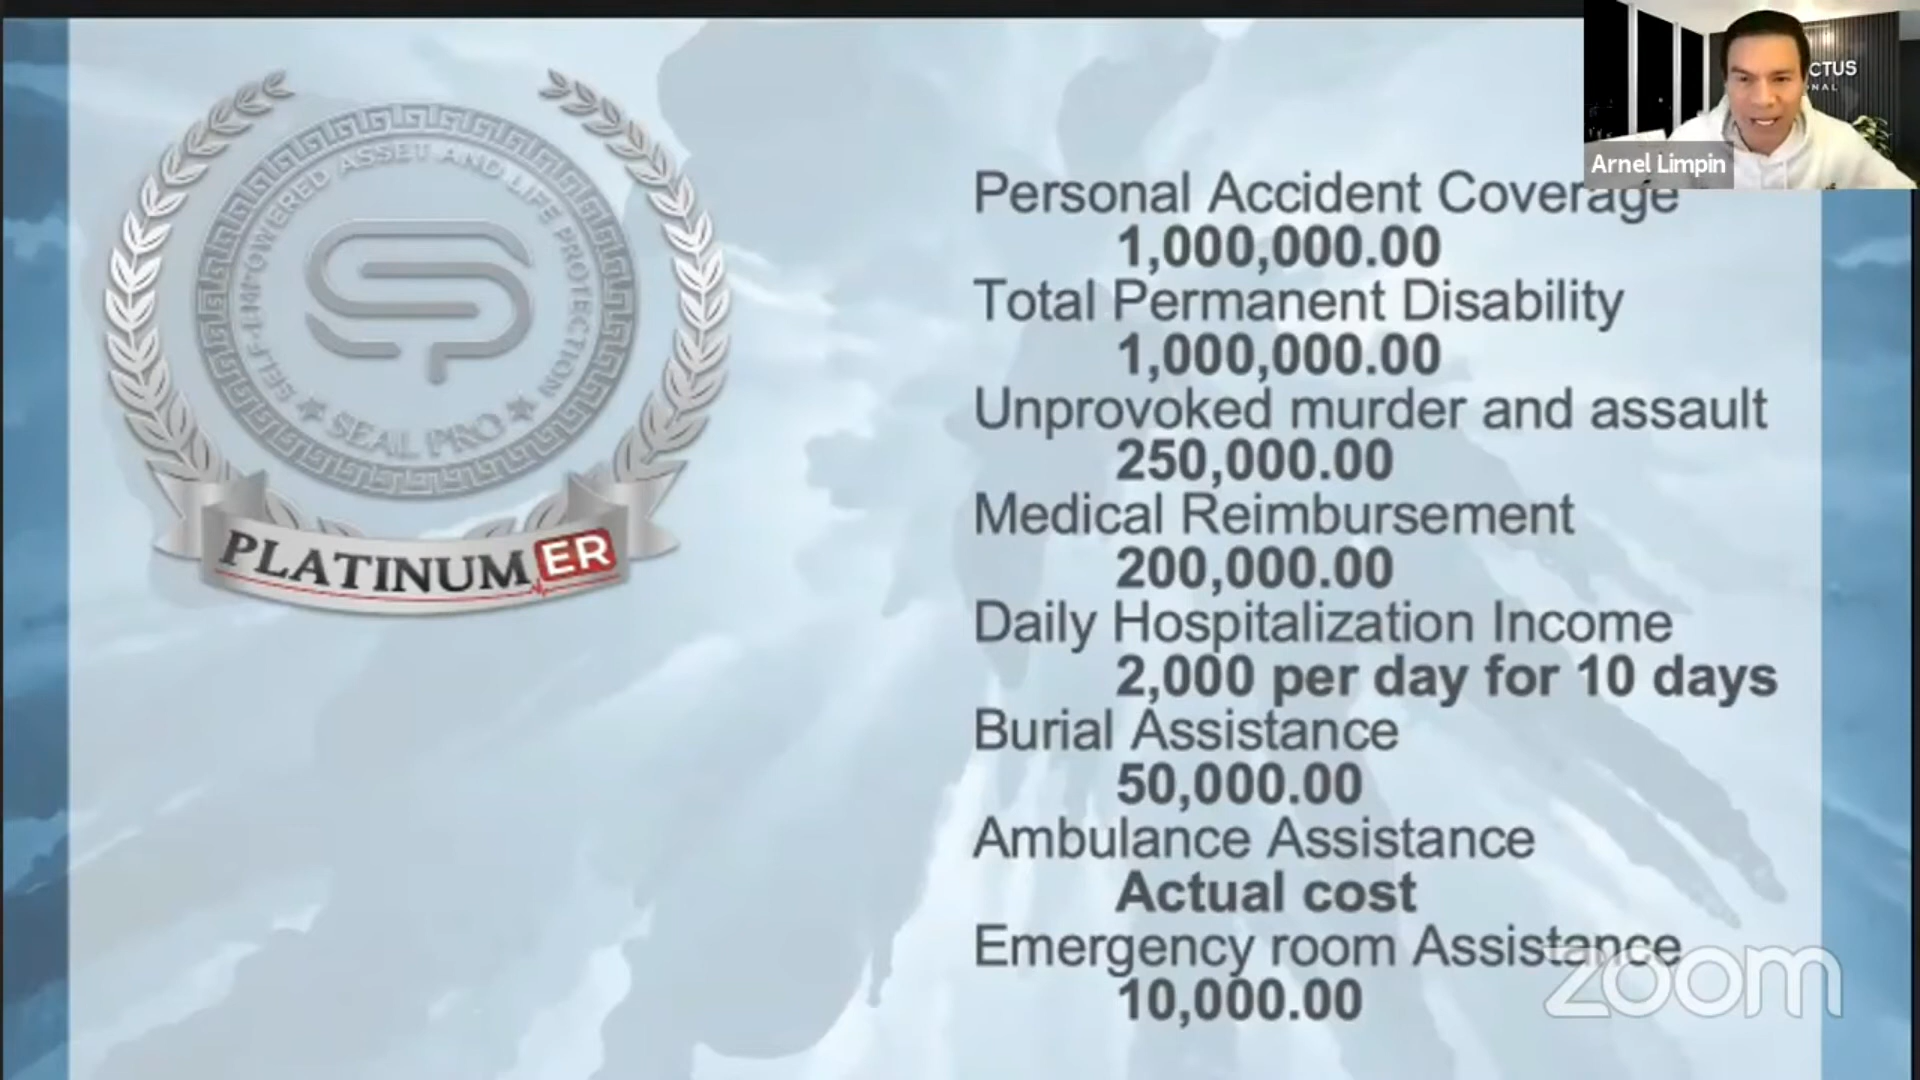 SELF-EMPOWERED ASSET AND LIFE PROTECTION
SEAL PRO
PLATINUM ER
CTUS
NAL
Arnel Limpin
Personal Accident Coverage
1,000,000.00
Total Permanent Disability
1,000,000.00
Unprovoked murder and assault
250,000.00
Medical Reimbursement
200,000.00
Daily Hospitalization Income
2,000 per day for 10 days
Burial Assistance
50,000.00
Ambulance Assistance
Actual cost
Emergency room Assistance
10,000.00
zoom